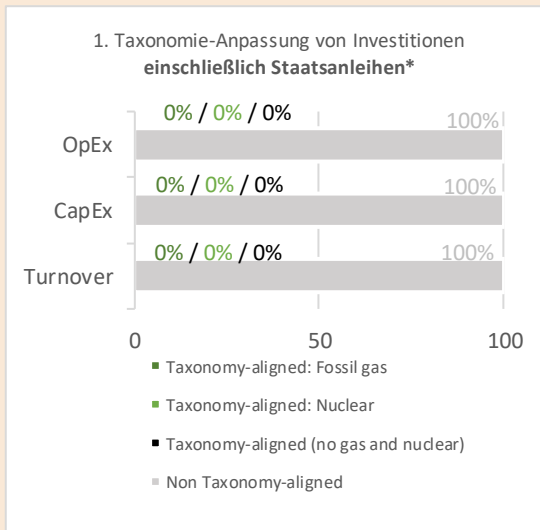 1. Taxonomie-Anpassung von Investitionen
einschließlich Staatsanleihen*
0% / 0% / 0%
100%
OpEx
0% / 0% / 0%
100%
CapEx
0% / 0% / 0%
100%
Turnover
0 50 100
Taxonomy-aligned: Fossil gas
Taxonomy-aligned: Nuclear
Taxonomy-aligned (no gas and nuclear)
Non Taxonomy-aligned